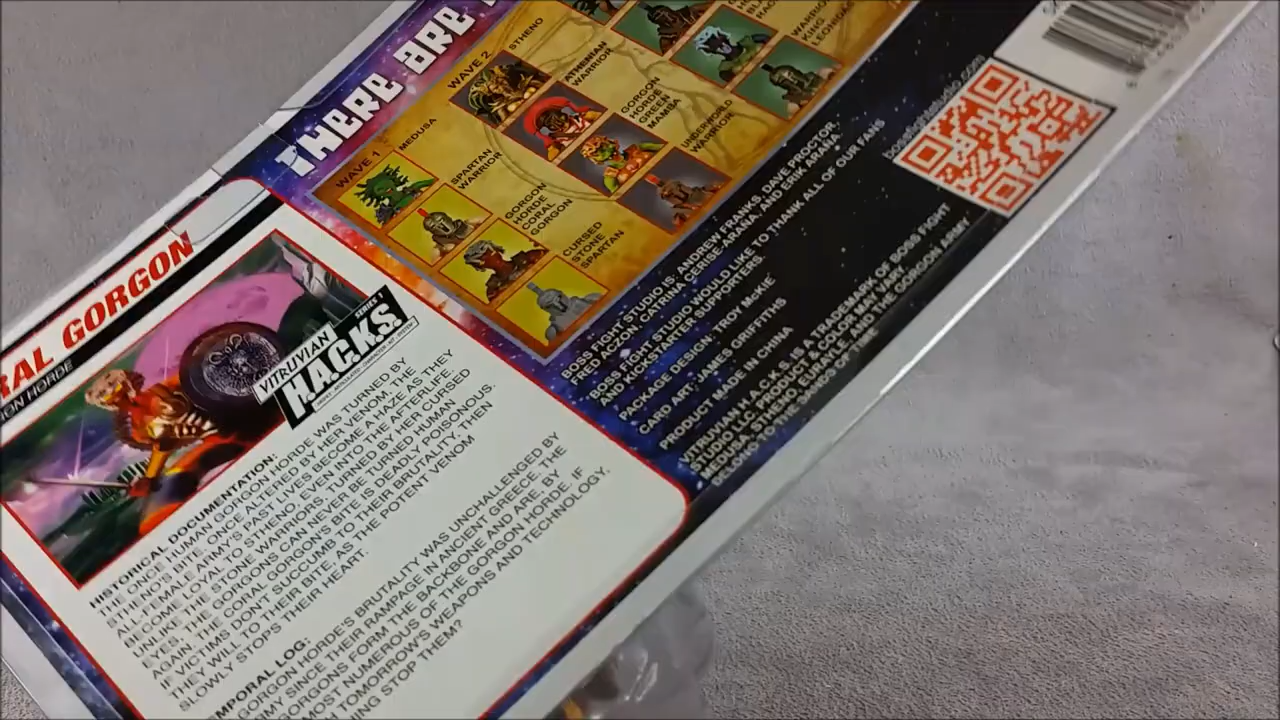 THERE ARE
WAVE 1
MEDUSA
SPARTAN
WARRIOR
GORGON
HORDE
CORAL
GORGON
CURSED
STONE
SPARTAN
WAVE 2
STHENO
ATHENIAN
WARRIOR
GORGON
HORDE
GREEN
MAMBA
UNDERWORLD
WARRIOR
WARRIOR
KING
LEONIDAS
RAL GORGON
ON HORDE
SERIES 1
VITRUVIAN
H.A.C.K.S.
HISTORICAL DOCUMENTATION:
THE ONCE HUMAN GORGON HORDE WAS TURNED BY
STHENO'S BITE. ONCE ALTERED BY HER VENOM, THE
ALL FEMALE ARMY'S PAST LIVES BECOME A HAZE AS THEY
BECOME LOYAL TO STHENO, EVEN INTO THE AFTERLIFE.
UNLIKE THE STONE WARRIORS, TURNED BY HER CURSED
EYES, THE GORGONS CAN NEVER BE TURNED HUMAN
AGAIN. THE CORAL GORGON'S BITE IS DEADLY POISONOUS.
IF VICTIMS DON'T SUCCUMB TO THEIR BRUTALITY, THEN
THEY WILL TO THEIR BITE, AS THE POTENT VENOM
SLOWLY STOPS THEIR HEART.
MPORAL LOG:
GORGON HORDE'S BRUTALITY WAS UNCHALLENGED BY
MY SINCE THEIR RAMPAGE IN ANCIENT GREECE. THE
GORGONS FORM THE BACKBONE AND ARE, BY
MOST NUMEROUS OF THE GORGON HORDE. IF
H TOMORROW'S WEAPONS AND TECHNOLOGY,
HING STOP THEM?
BOSS FIGHT STUDIO IS: ANDREW FRANKS, DAVE PROCTOR,
FRED ACZON, CATRINA CERISE ARANA, AND ERIK ARANA.
BOSS FIGHT STUDIO WOULD LIKE TO THANK ALL OF OUR FANS
AND KICKSTARTER SUPPORTERS.
PACKAGE DESIGN: TROY McKIE
CARD ART: JAMES GRIFFITHS
PRODUCT MADE IN CHINA
VITRUVIAN H.A.C.K.S. IS A TRADEMARK OF BOSS FIGHT
STUDIO LLC. PRODUCT & COLOR MAY VARY
MEDUSA, STHENO, EURYALE, AND THE GORGON ARMY
BELONG TO THE SANDS OF TIME
bossfightstudio.com